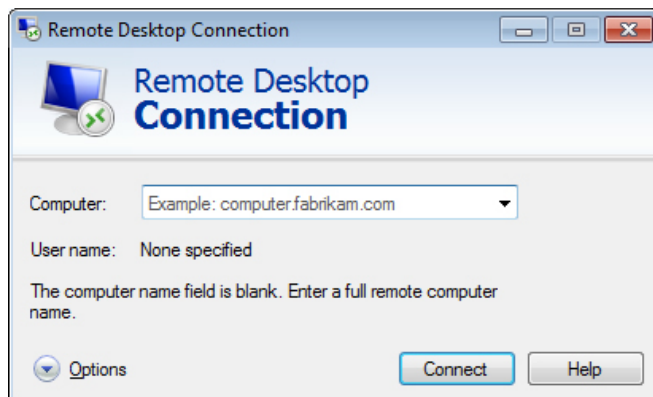 Remote Desktop Connection
Remote Desktop
Connection
Computer: Example: computer.fabrikam.com
User name: None specified
The computer name field is blank. Enter a full remote computer
name.
Options Connect Help